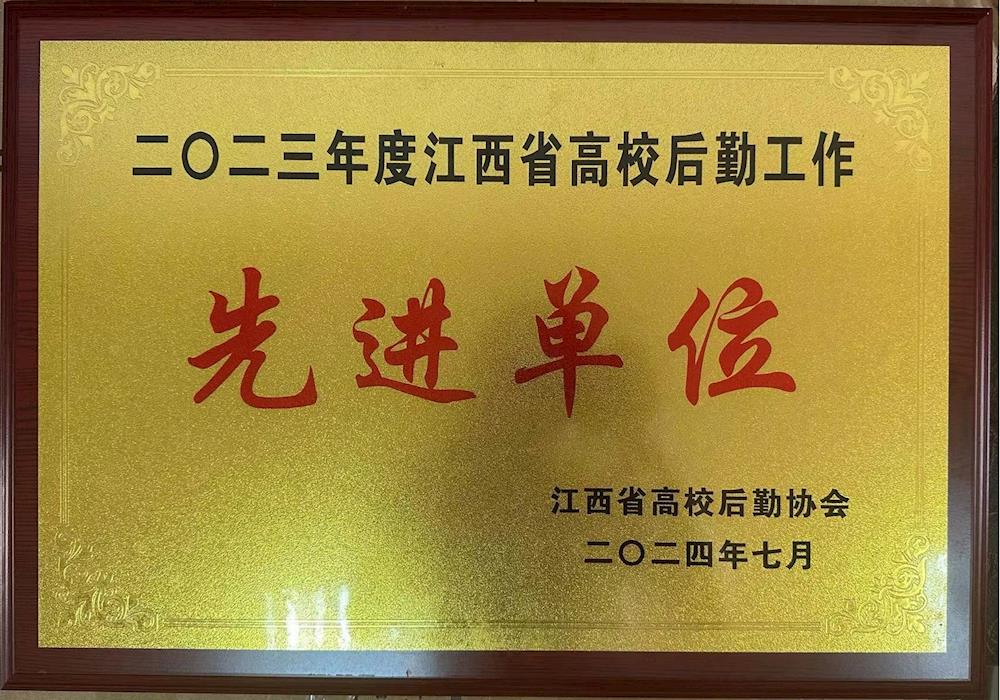 二〇二三年度江西省高校后勤工作
先进单位
江西省高校后勤协会
二〇二四年七月